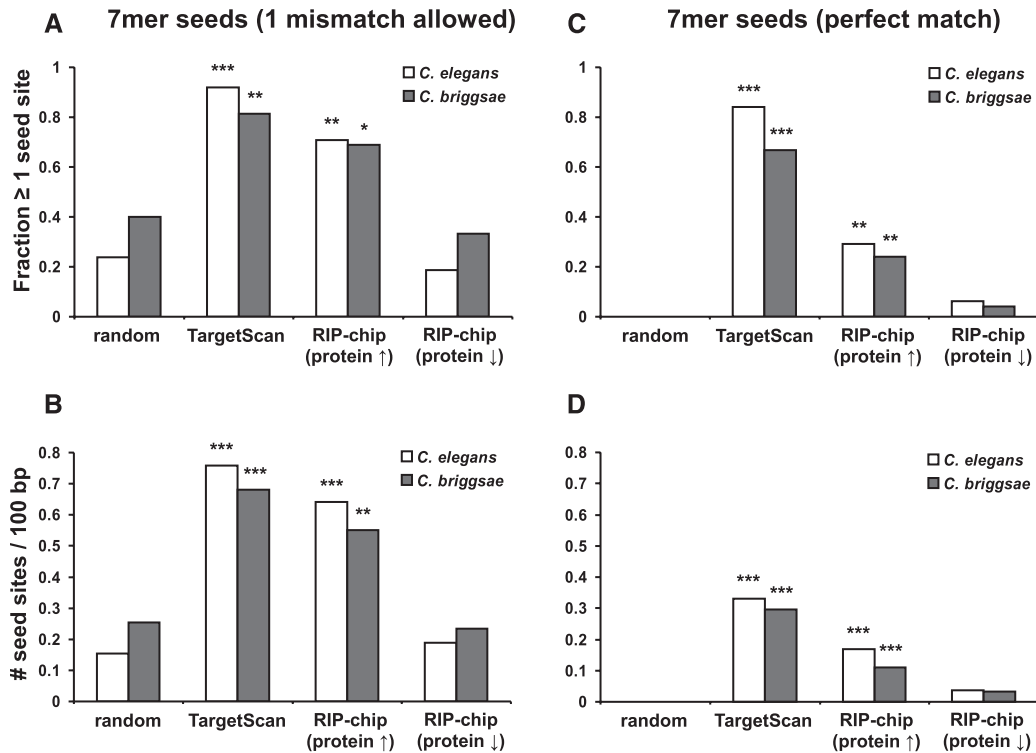 A 7mer seeds (1 mismatch allowed)
Fraction ≥ 1 seed site
1
0.8
0.6
0.4
0.2
0
*** ** ** *
C. elegans
C. briggsae
random TargetScan RIP-chip RIP-chip
(protein ↑) (protein ↓)
C 7mer seeds (perfect match)
1
0.8
0.6
0.4
0.2
0
*** *** ** **
C. elegans
C. briggsae
random TargetScan RIP-chip RIP-chip
(protein ↑) (protein ↓)
B
# seed sites / 100 bp
0.8
0.7
0.6
0.5
0.4
0.3
0.2
0.1
0
*** *** *** **
C. elegans
C. briggsae
random TargetScan RIP-chip RIP-chip
(protein ↑) (protein ↓)
D
0.8
0.7
0.6
0.5
0.4
0.3
0.2
0.1
0
*** *** *** ***
C. elegans
C. briggsae
random TargetScan RIP-chip RIP-chip
(protein ↑) (protein ↓)